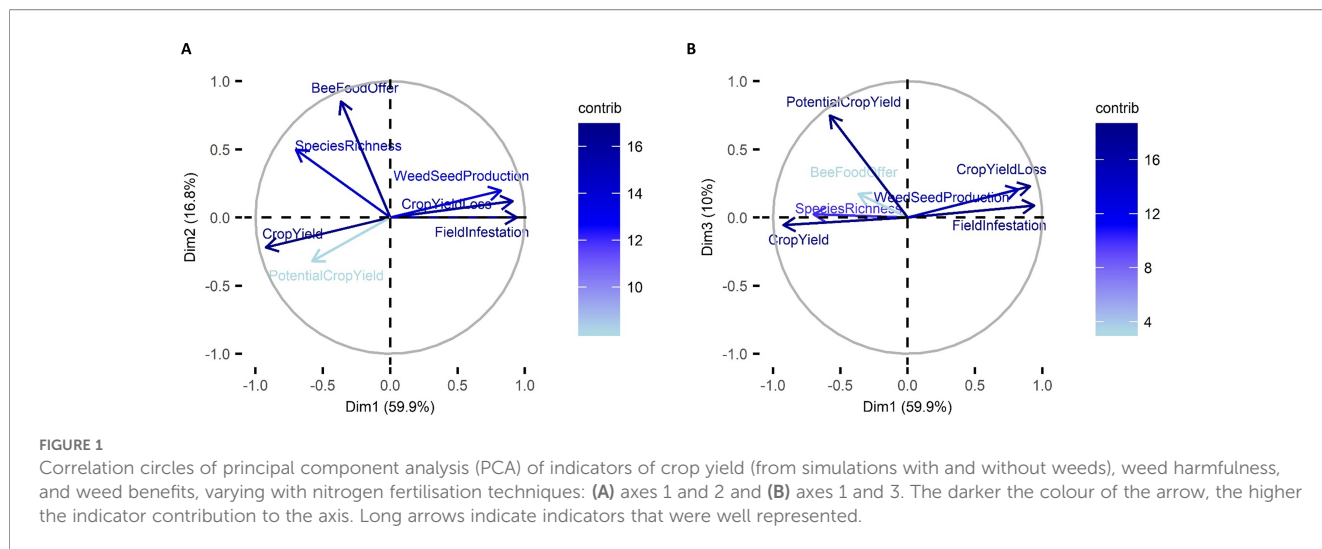 A
B
1.0
0.5
0.0
-0.5
-1.0
Dim2 (16.8%)
BeeFoodOffer
SpeciesRichness
WeedSeedProduction
CropYieldLoss
FieldInfestation
CropYield
PotentialCropYield
-1.0 -0.5 0.0 0.5 1.0
Dim1 (59.9%)
contrib
16
14
12
10
1.0
0.5
0.0
-0.5
-1.0
Dim3 (10%)
PotentialCropYield
BeeFoodOffer
CropYieldLoss
WeedSeedProduction
SpeciesRichness
FieldInfestation
CropYield
-1.0 -0.5 0.0 0.5 1.0
Dim1 (59.9%)
contrib
16
12
8
4
FIGURE 1
Correlation circles of principal component analysis (PCA) of indicators of crop yield (from simulations with and without weeds), weed harmfulness,
and weed benefits, varying with nitrogen fertilisation techniques: (A) axes 1 and 2 and (B) axes 1 and 3. The darker the colour of the arrow, the higher
the indicator contribution to the axis. Long arrows indicate indicators that were well represented.